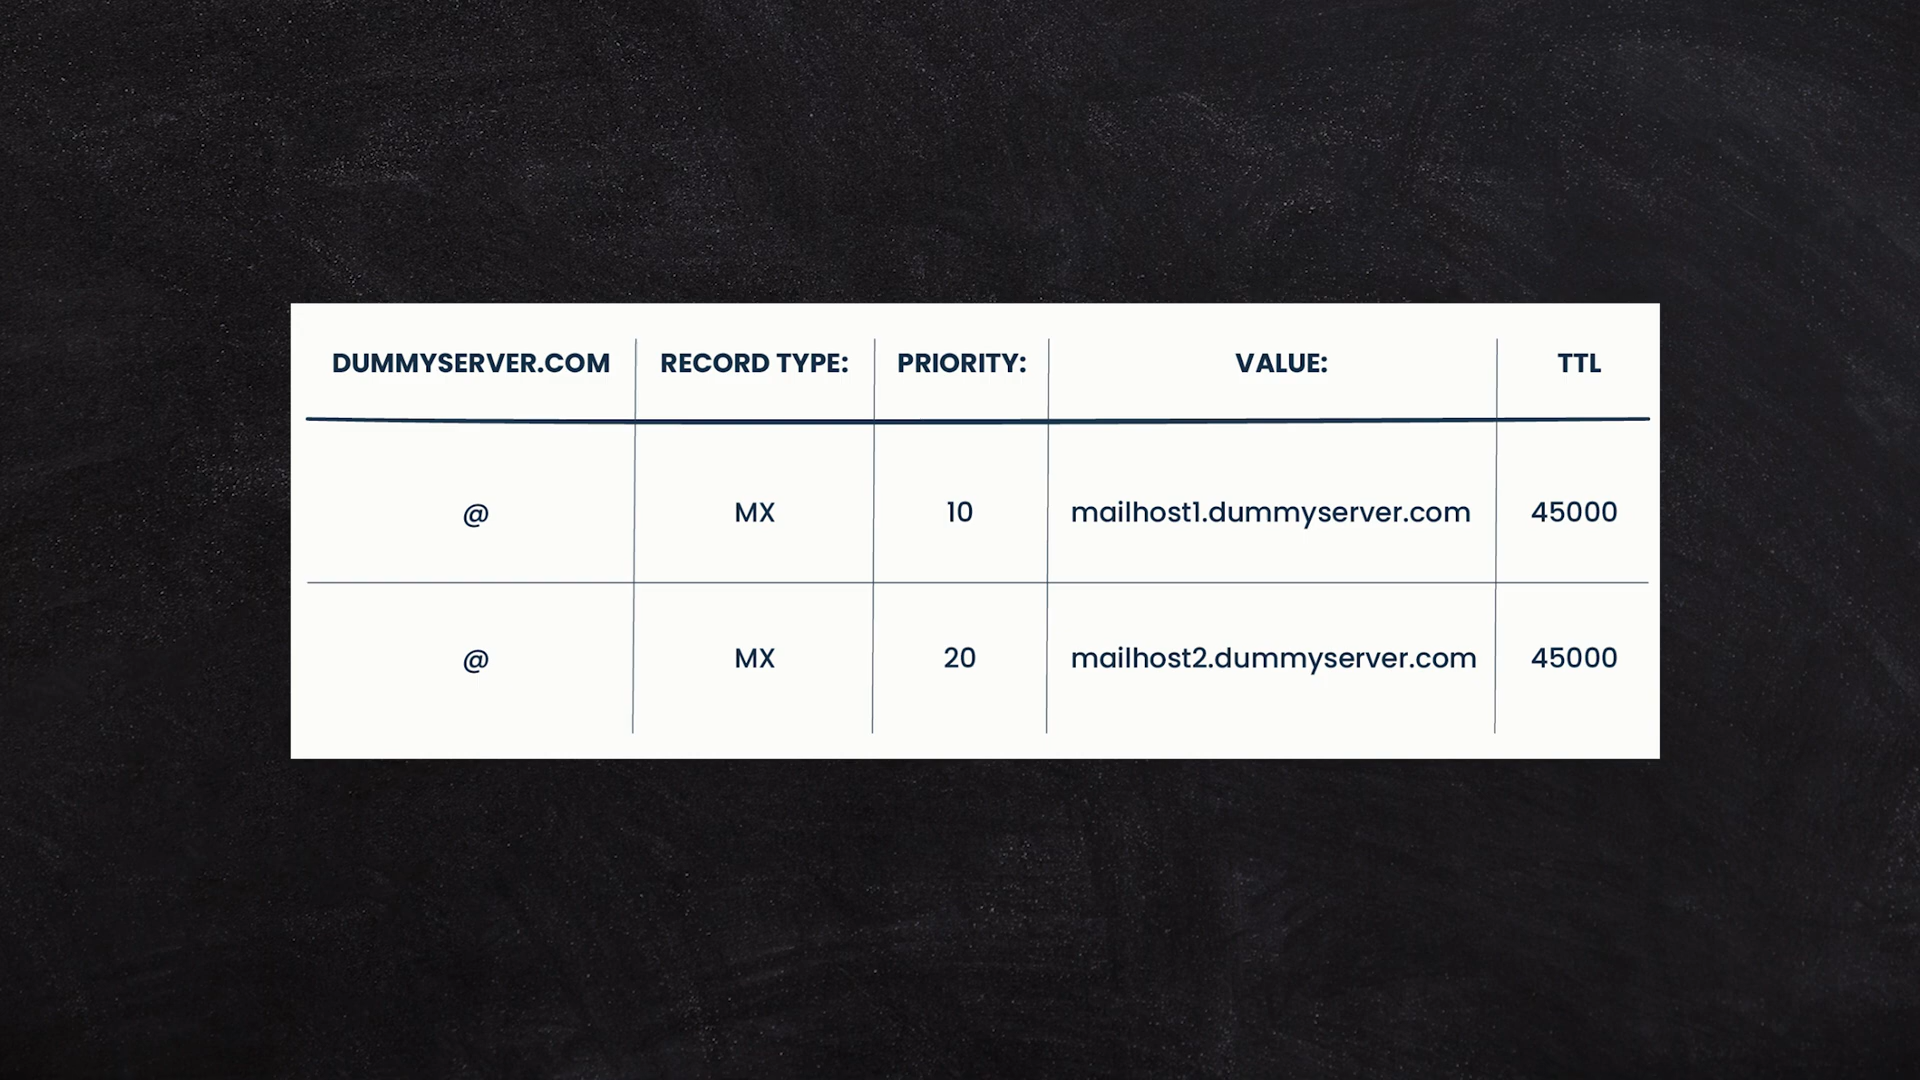 DUMMYSERVER.COM RECORD TYPE: PRIORITY: VALUE: TTL
@ MX 10 mailhost1.dummyserver.com 45000
@ MX 20 mailhost2.dummyserver.com 45000